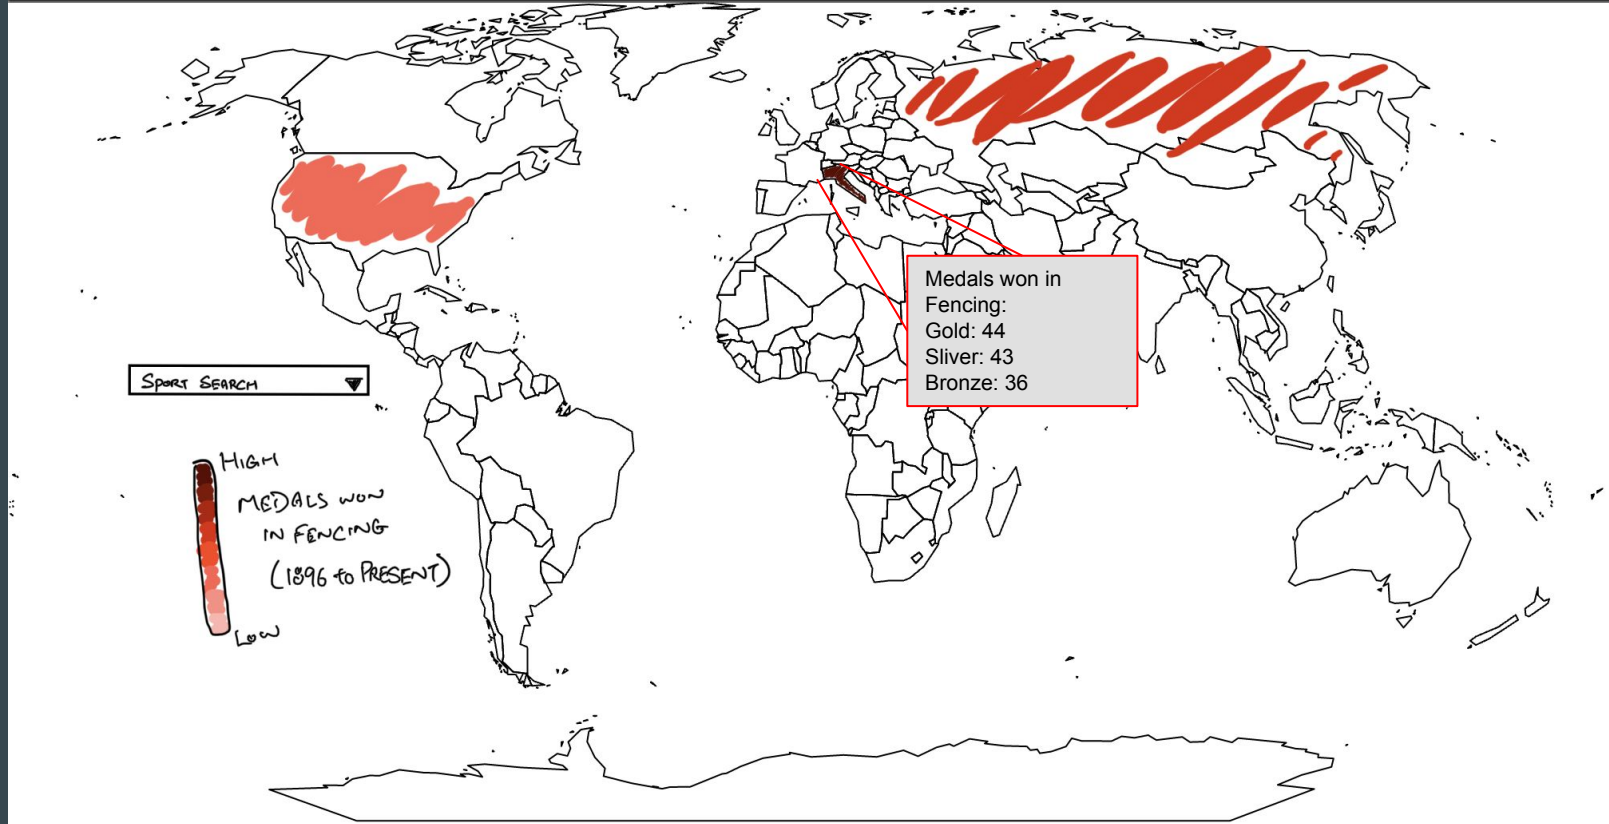 Medals won in
Fencing:
Gold: 44
Sliver: 43
Bronze: 36
SPORT SEARCH
HIGH
MEDALS WON
IN FENCING
(1896 to PRESENT)
LOW